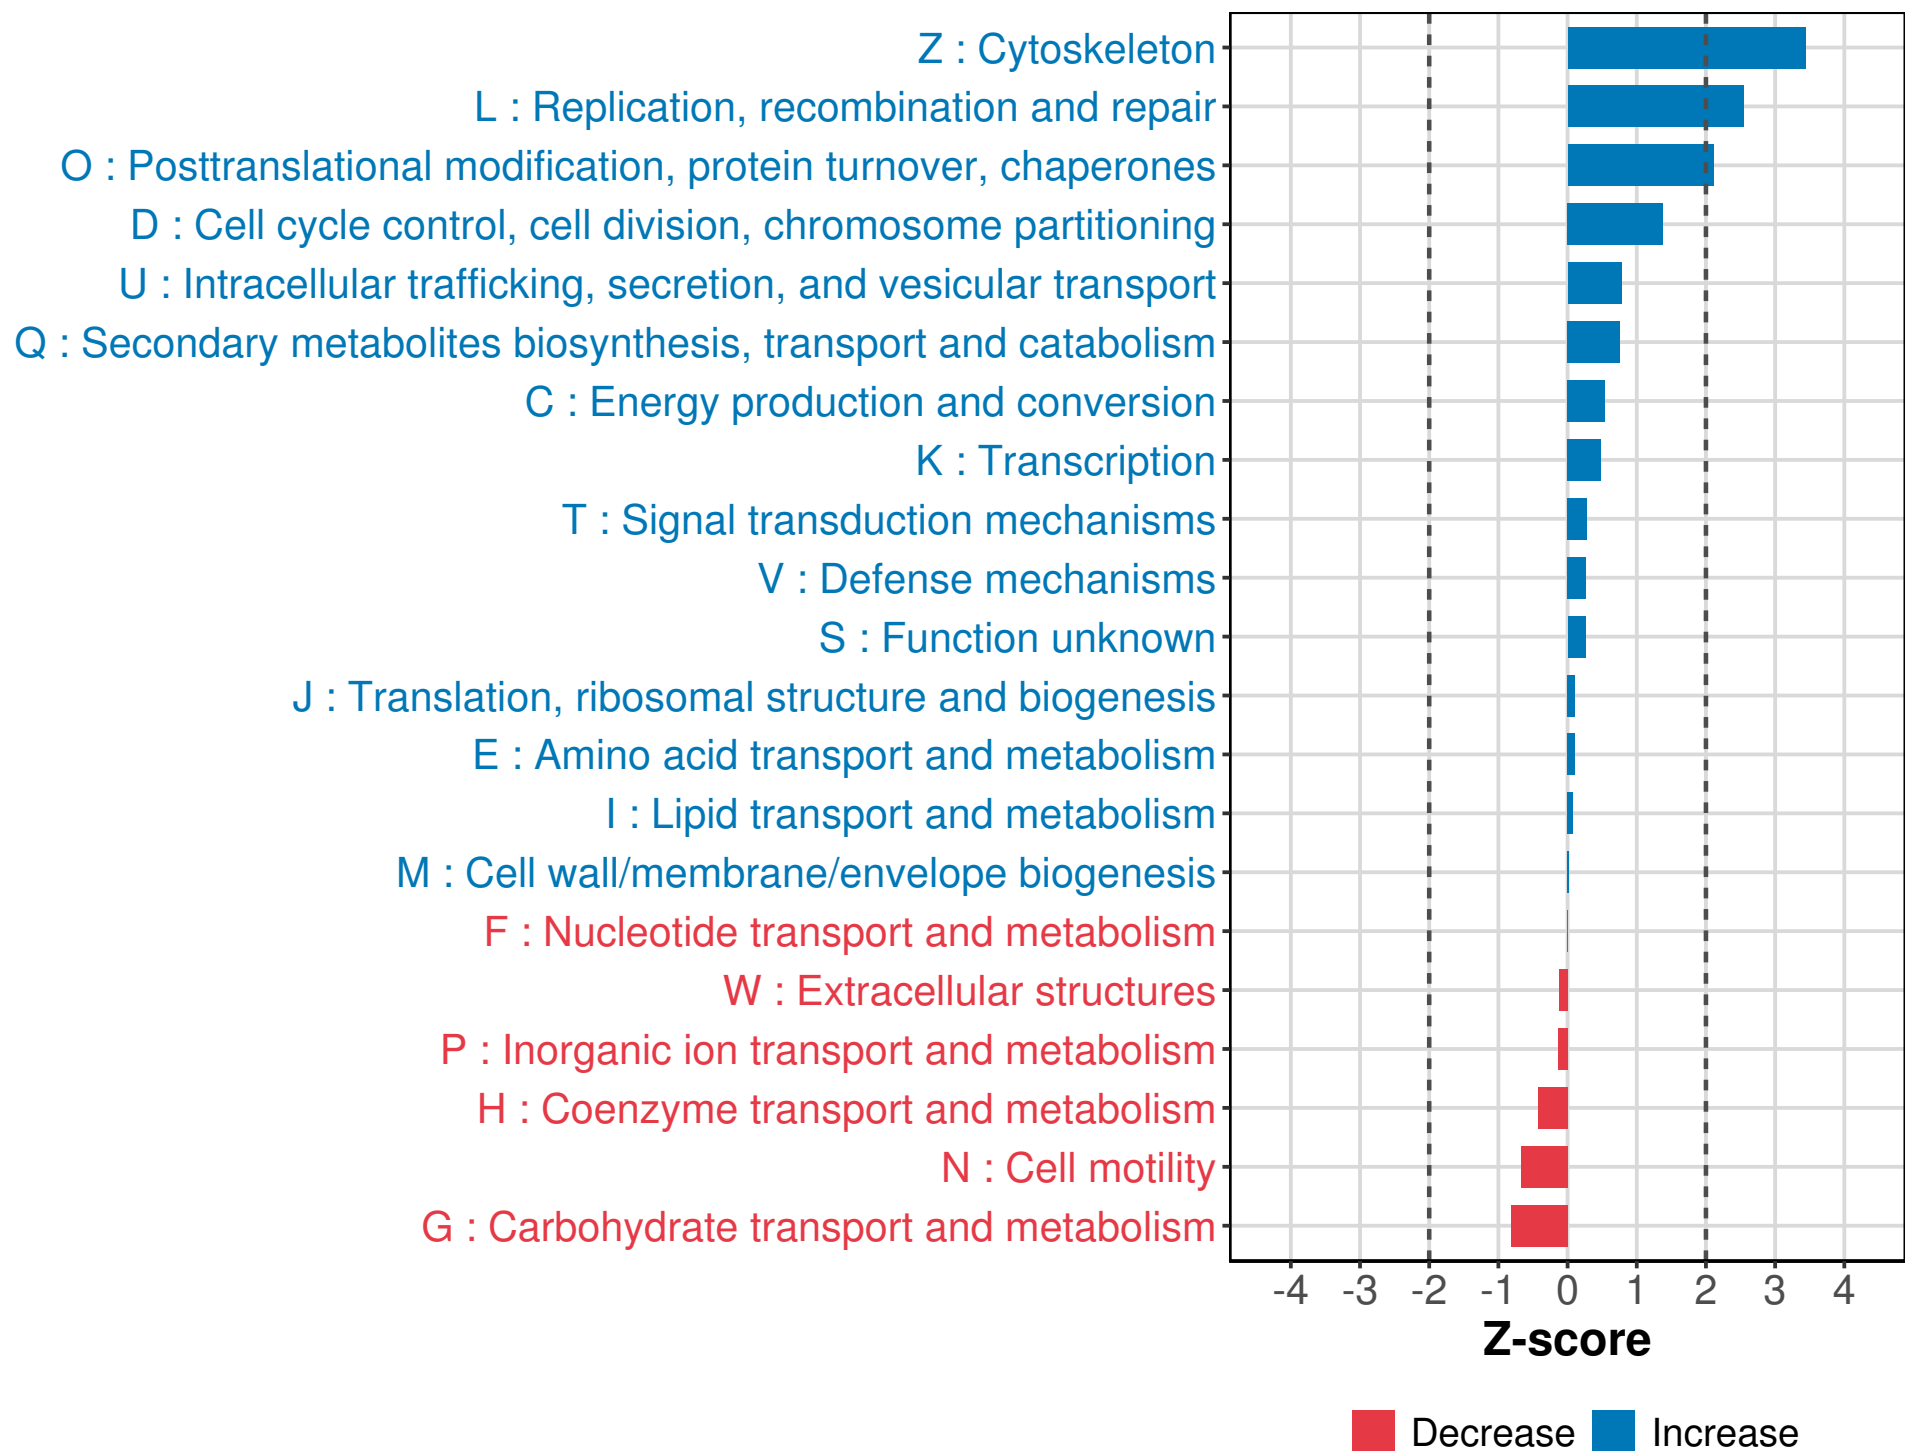 Z : Cytoskeleton
L : Replication, recombination and repair
O : Posttranslational modification, protein turnover, chaperones
D : Cell cycle control, cell division, chromosome partitioning
U : Intracellular trafficking, secretion, and vesicular transport
Q : Secondary metabolites biosynthesis, transport and catabolism
C : Energy production and conversion
K : Transcription
T : Signal transduction mechanisms
V : Defense mechanisms
S : Function unknown
J : Translation, ribosomal structure and biogenesis
E : Amino acid transport and metabolism
I : Lipid transport and metabolism
M : Cell wall/membrane/envelope biogenesis
F : Nucleotide transport and metabolism
W : Extracellular structures
P : Inorganic ion transport and metabolism
H : Coenzyme transport and metabolism
N : Cell motility
G : Carbohydrate transport and metabolism
-4 -3 -2 -1 0 1 2 3 4
Z-score
Decrease Increase